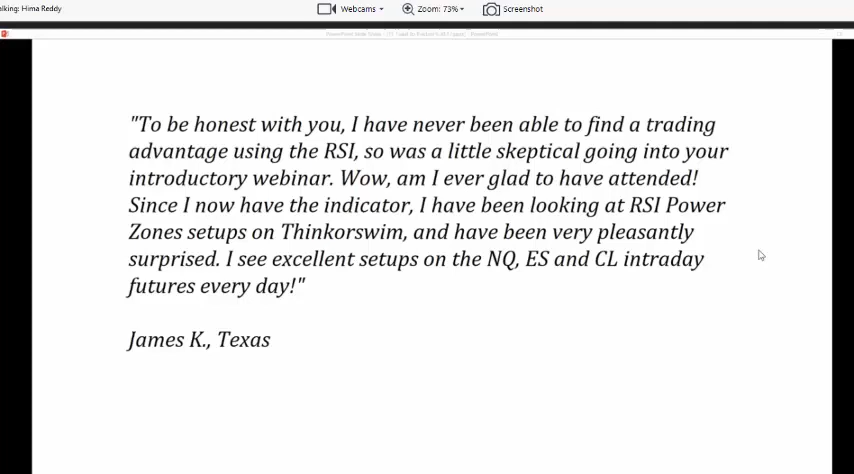 alking: Hima Reddy
Webcams
Zoom: 73%
Screenshot
"To be honest with you, I have never been able to find a trading
advantage using the RSI, so was a little skeptical going into your
introductory webinar. Wow, am I ever glad to have attended!
Since I now have the indicator, I have been looking at RSI Power
Zones setups on Thinkorswim, and have been very pleasantly
surprised. I see excellent setups on the NQ, ES and CL intraday
futures every day!"
James K., Texas